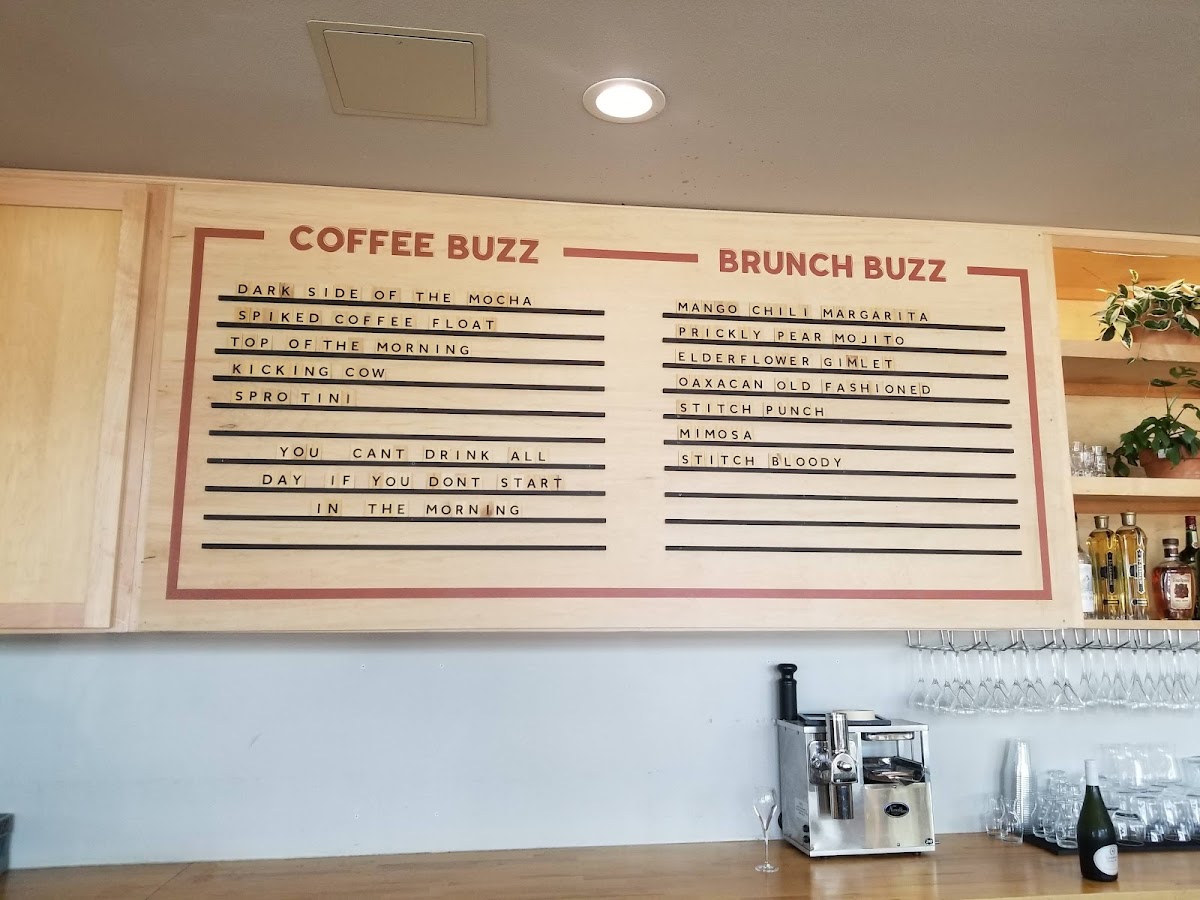 COFFEE BUZZ
DARK SIDE OF THE MOCHA
SPIKED COFFEE FLOAT
TOP OF THE MORNING
KICKING COW
SPROTINI
YOU CANT DRINK ALL
DAY IF YOU DONT START
IN THE MORNING
BRUNCH BUZZ
MANGO CHILI MARGARITA
PRICKLY PEAR MOJITO
ELDERFLOWER GIMLET
OAXACAN OLD FASHIONED
STITCH PUNCH
MIMOSA
STITCH BLOODY